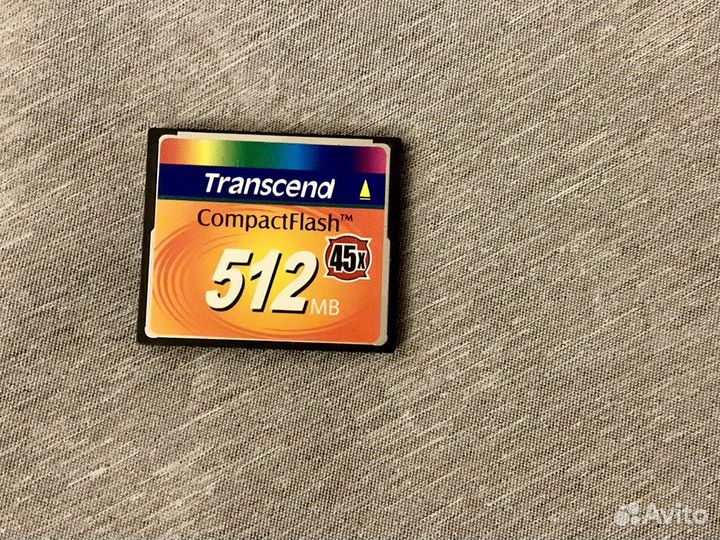 Transcend
CompactFlash™
45x
512MB
Avito